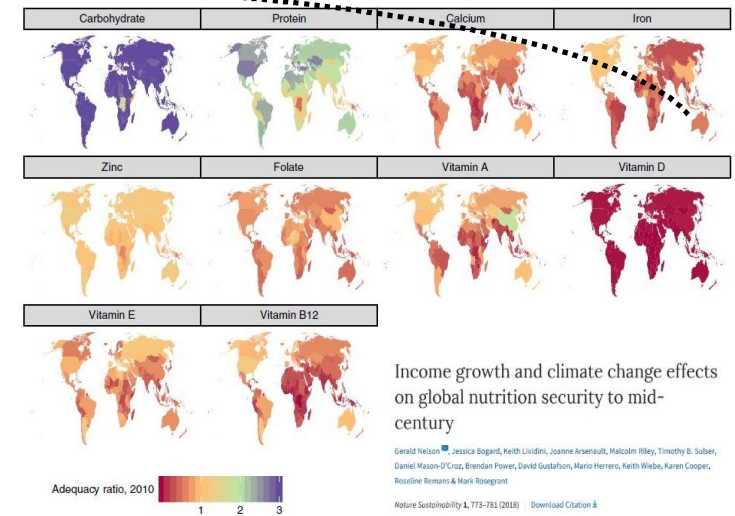 Carbohydrate Protein Calcium Iron
Zinc Folate Vitamin A Vitamin D
Vitamin E Vitamin B12
Income growth and climate change effects
on global nutrition security to mid-
century
Gerald Nelson, Jessica Bogard, Keith Lividini, Joanne Arsenault, Malcolm Riley, Timothy B. Sulser,
Daniel Mason-D'Croz, Brendan Power, David Gustafson, Mario Herrero, Keith Wiebe, Karen Cooper,
Roseline Remans & Mark Rosegrant
Nature Sustainability 1, 773–781 (2018) | Download Citation
Adequacy ratio, 2010
1 2 3